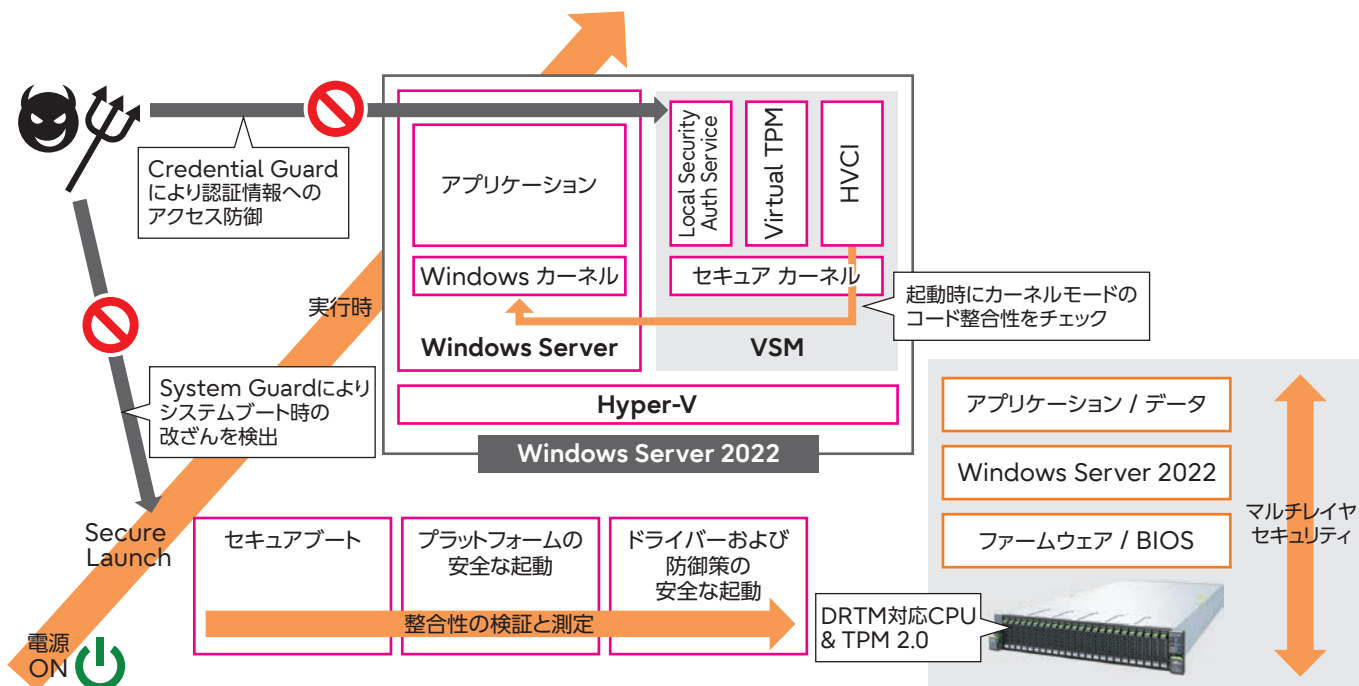 Credential Guard
により認証情報への
アクセス防御
アプリケーション
Windows カーネル
Windows Server
Local Security
Auth Service
Virtual TPM
HVCI
セキュア カーネル
VSM
起動時にカーネルモードの
コード整合性をチェック
Hyper-V
Windows Server 2022
実行時
System Guardにより
システムブート時の
改ざんを検出
Secure
Launch
セキュアブート
プラットフォームの
安全な起動
ドライバーおよび
防御策の
安全な起動
整合性の検証と測定
電源
ON
アプリケーション / データ
Windows Server 2022
ファームウェア / BIOS
マルチレイヤ
セキュリティ
DRTM対応CPU
& TPM 2.0